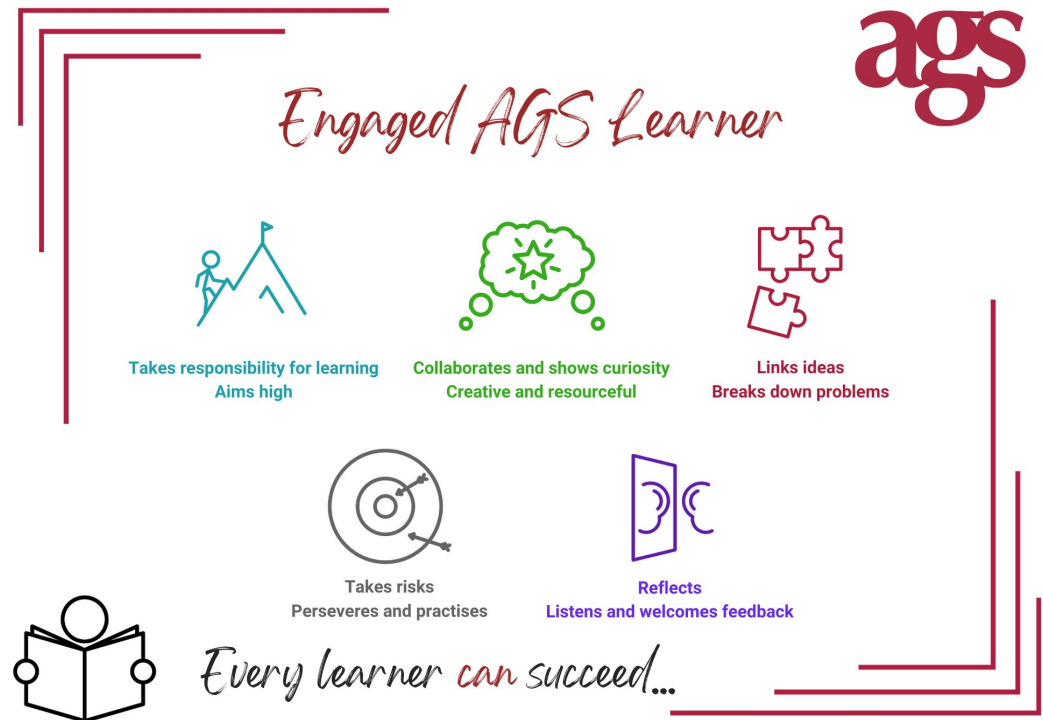 ags
Engaged AGS Learner
Takes responsibility for learning
Aims high
Collaborates and shows curiosity
Creative and resourceful
Links ideas
Breaks down problems
Takes risks
Perseveres and practises
Reflects
Listens and welcomes feedback
Every learner can succeed...